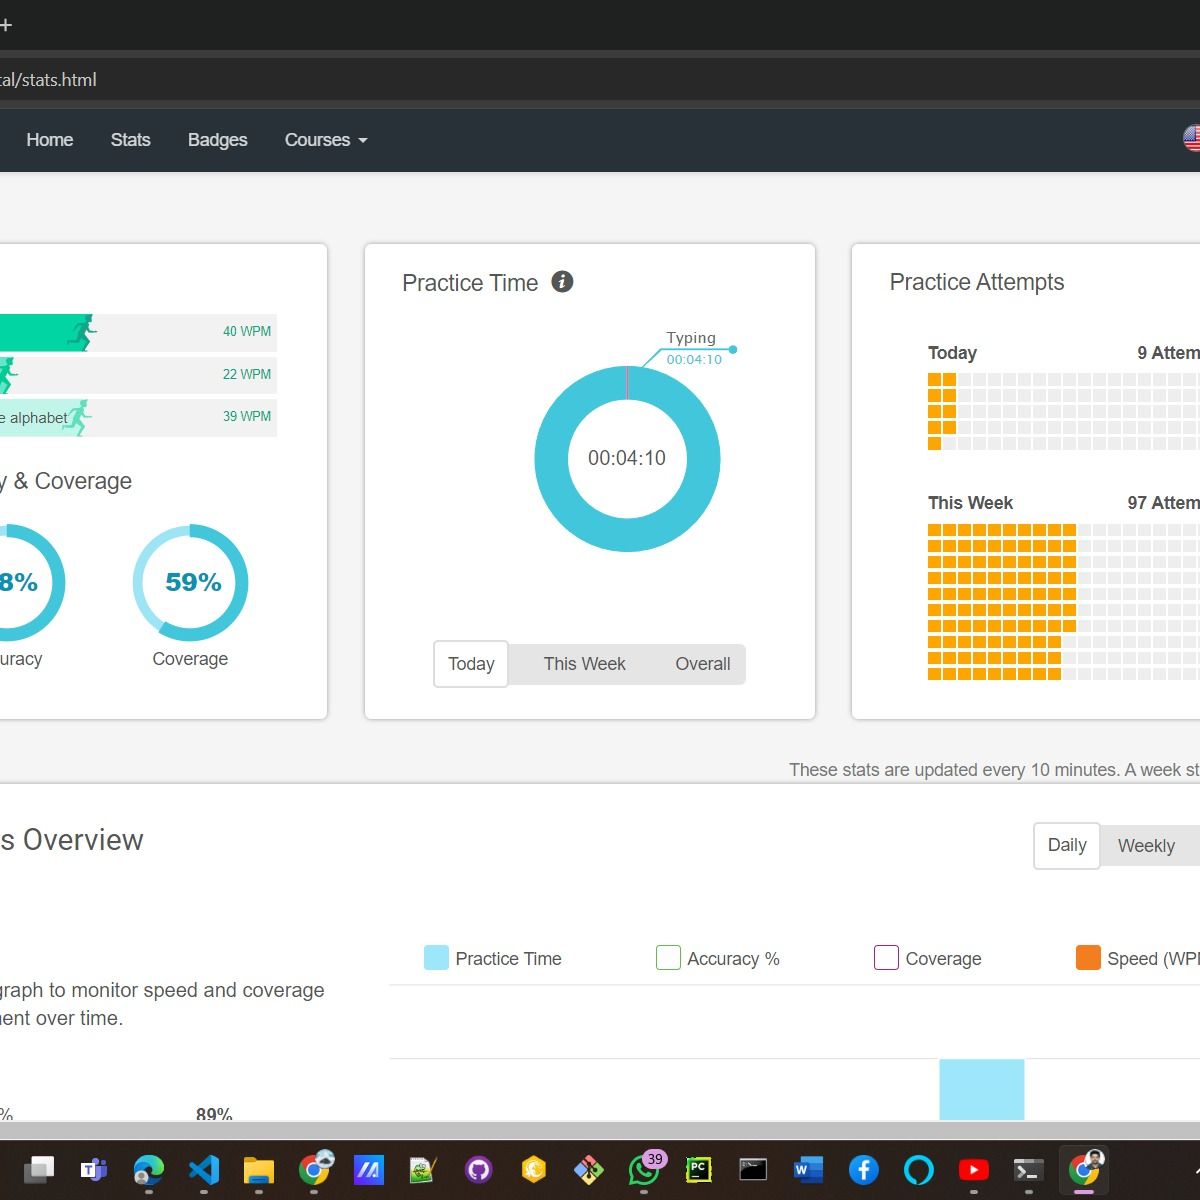 tal/stats.html
Home Stats Badges Courses
Practice Time
Practice Attempts
40 WPM
22 WPM
e alphabet 39 WPM
y & Coverage
8%
59%
uracy
Coverage
Typing
00:04:10
00:04:10
Today This Week Overall
Today 9 Attem
This Week 97 Attem
These stats are updated every 10 minutes. A week st
s Overview
Daily Weekly
Practice Time Accuracy % Coverage Speed (WPM
graph to monitor speed and coverage
ent over time.
% 89%
39
PC